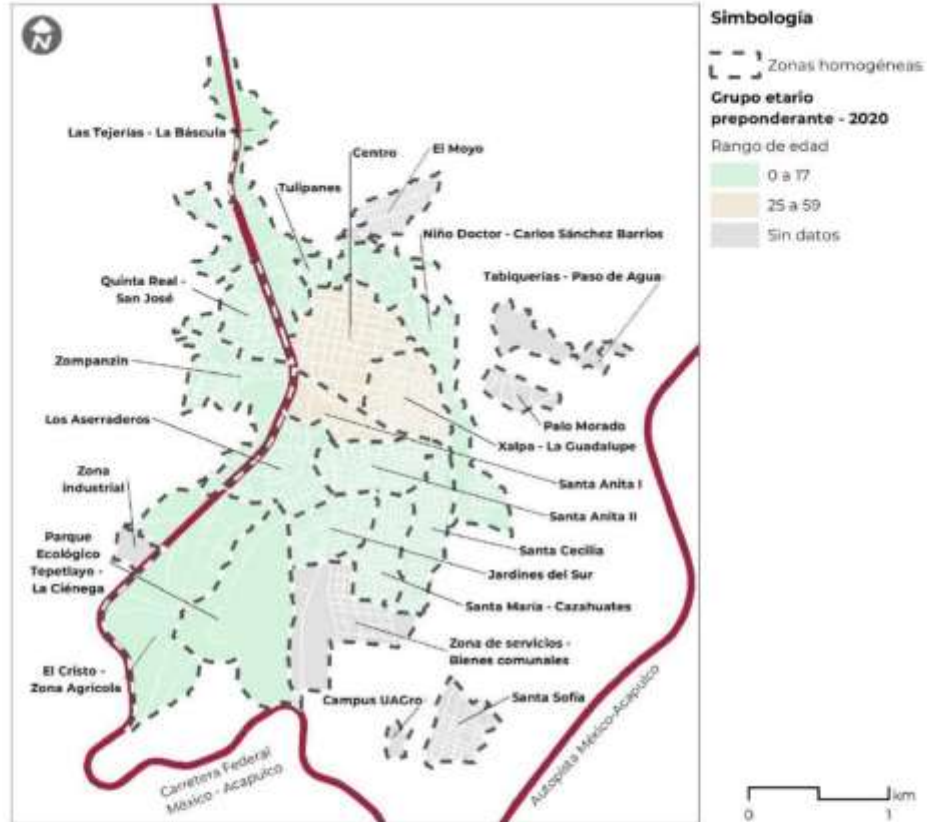 N
Las Tejerías - La Báscula
Centro
El Moyo
Tulipanes
Niño Doctor - Carlos Sánchez Barrios
Tabiquerías - Paso de Agua
Quinta Real -
San José
Zompanzin
Los Aserraderos
Palo Morado
Xalpa - La Guadalupe
Zona
industrial
Santa Anita I
Santa Anita II
Parque
Ecológico
Tepetlayo -
La Ciénega
Santa Cecilia
Jardines del Sur
Santa María - Cazahuates
Zona de servicios -
Bienes comunales
El Cristo -
Zona Agrícola
Campus UAGro
Santa Sofía
Carretera Federal
México - Acapulco
Autopista México-Acapulco
Simbología
Zonas homogéneas
Grupo etario
preponderante - 2020
Rango de edad
0 a 17
25 a 59
Sin datos
km
0 1